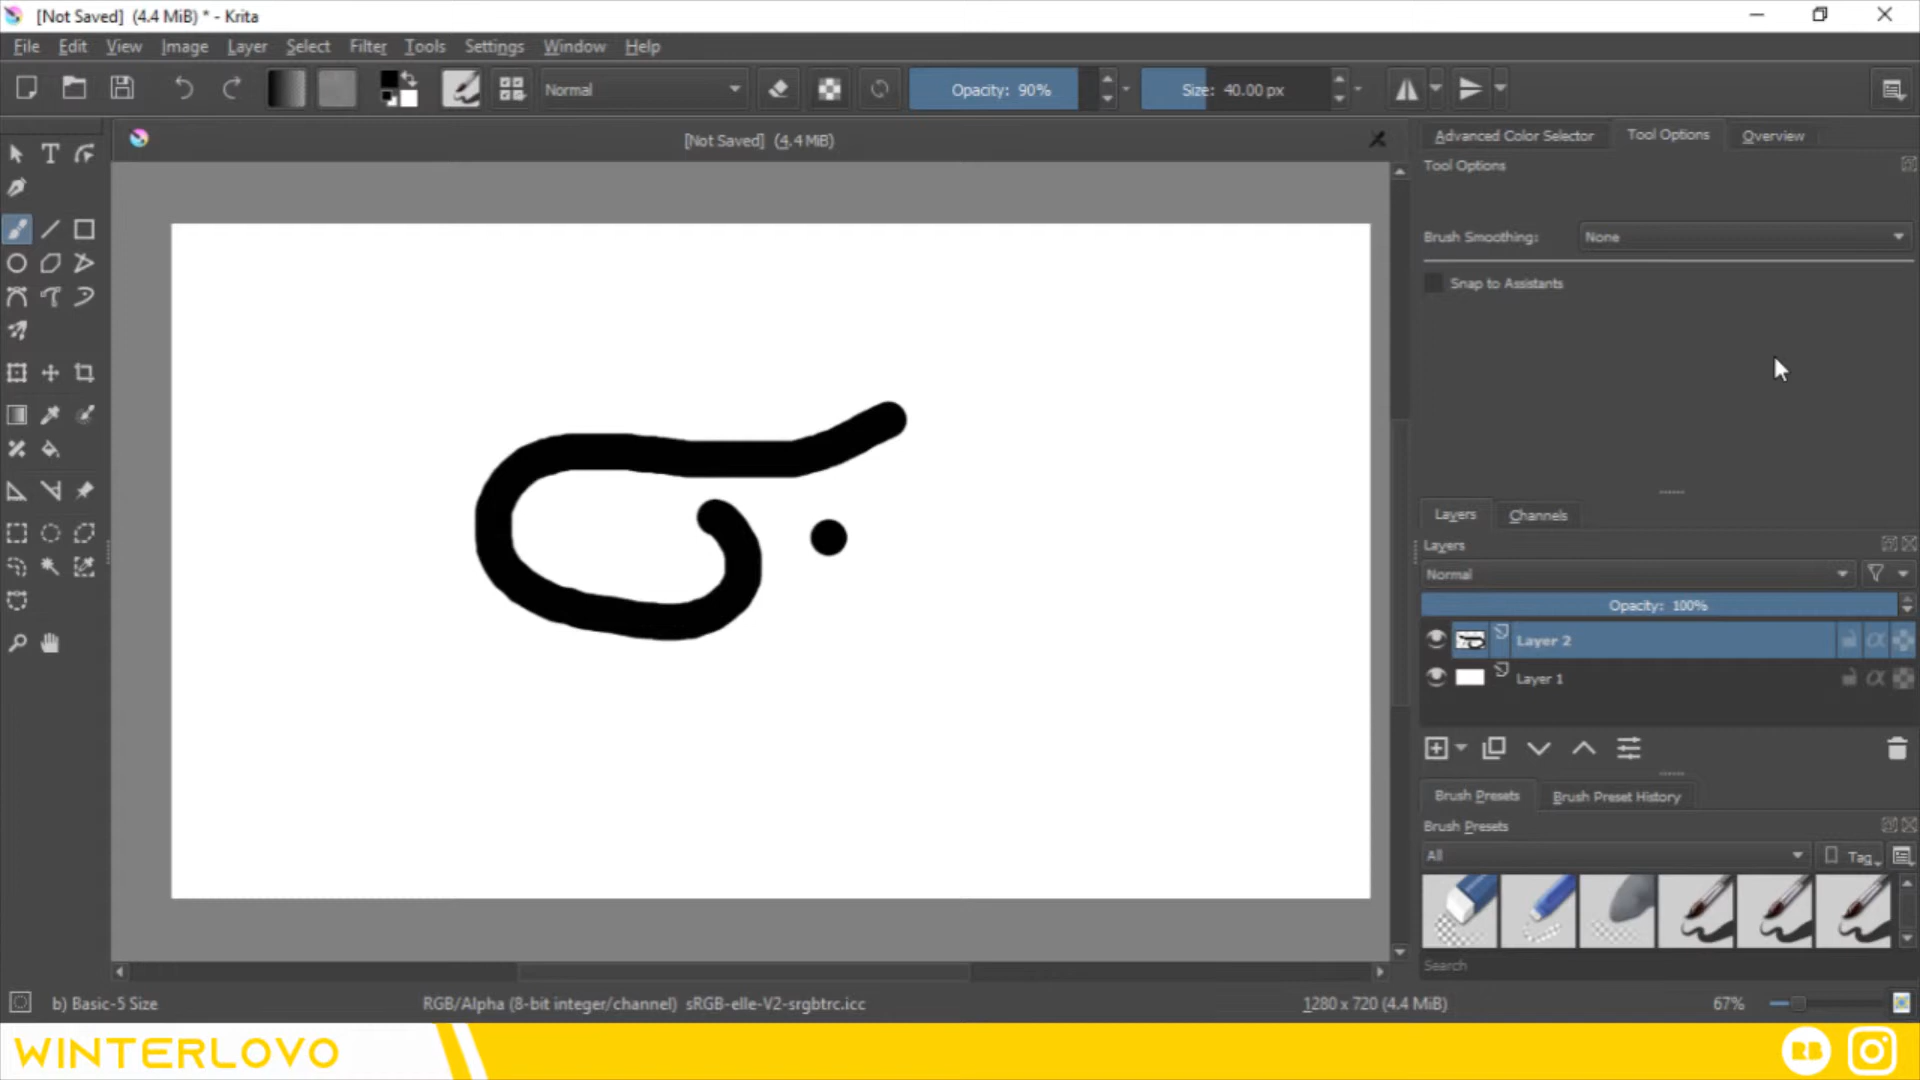 [Not Saved] (4.4 MiB) * - Krita
File Edit View Image Layer Select Filter Tools Settings Window Help
Normal Opacity: 90% Size: 40.00 px
[Not Saved] (4.4 MiB)
Advanced Color Selector Tool Options Overview
Tool Options
Brush Smoothing: None
Snap to Assistants
Layers Channels
Layers
Normal
Opacity: 100%
Layer 2
Layer 1
Brush Presets Brush Preset History
Brush Presets
All Tag
Search
b) Basic-5 Size RGB/Alpha (8-bit integer/channel) sRGB-elle-V2-srgbtrc.icc 1280 x 720 (4.4 MiB) 67%
WINTERLOVO RB